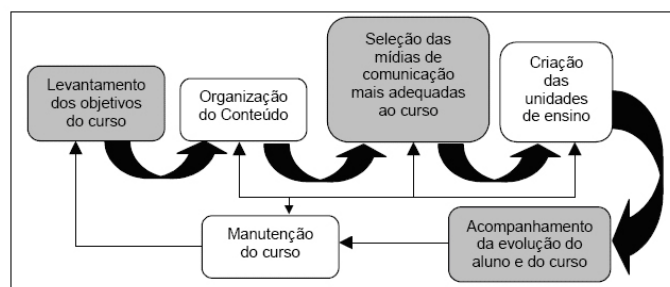 Levantamento
dos objetivos
do curso
Organização
do Conteúdo
Seleção das
mídias de
comunicação
mais adequadas
ao curso
Criação
das
unidades
de ensino
Manutenção
do curso
Acompanhamento
da evolução do
aluno e do curso